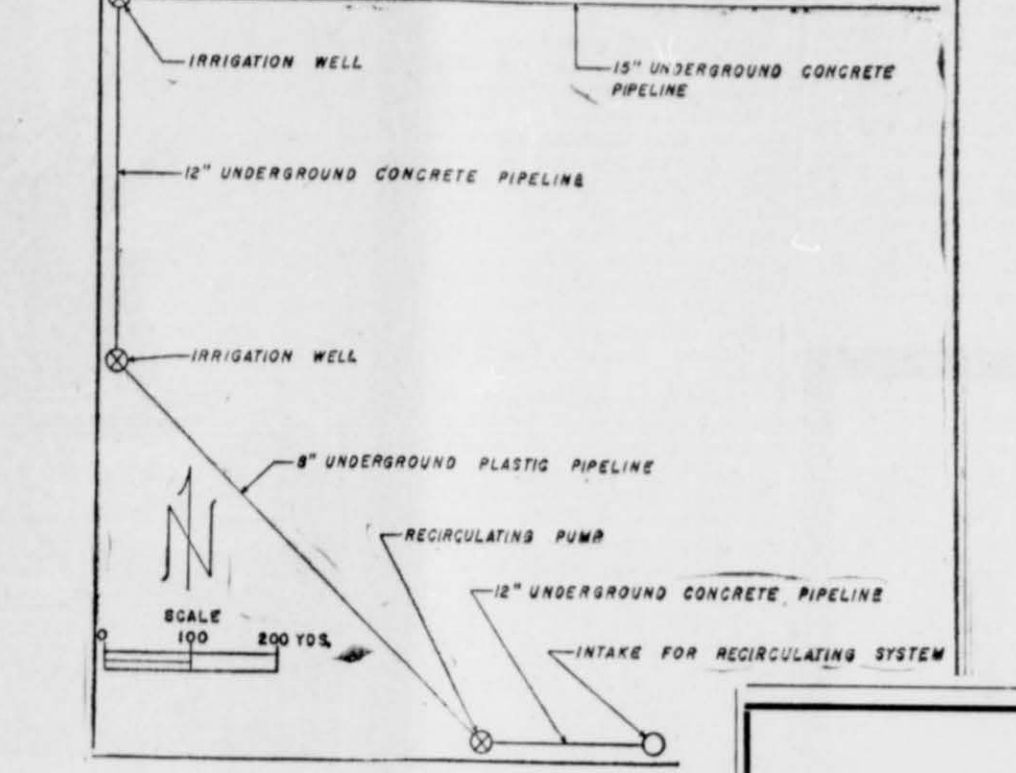 IRRIGATION WELL
15" UNDERGROUND CONCRETE
PIPELINE
12" UNDERGROUND CONCRETE PIPELINE
IRRIGATION WELL
8" UNDERGROUND PLASTIC PIPELINE
N
RECIRCULATING PUMP
12" UNDERGROUND CONCRETE PIPELINE
SCALE
0 100 200 YDS.
INTAKE FOR RECIRCULATING SYSTEM